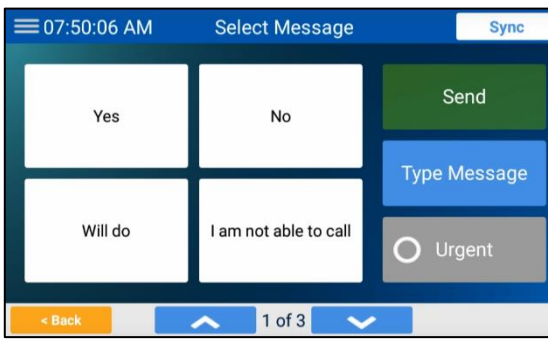 07:50:06 AM Select Message Sync
Yes No Send
Type Message
Will do I am not able to call
Urgent
< Back 1 of 3